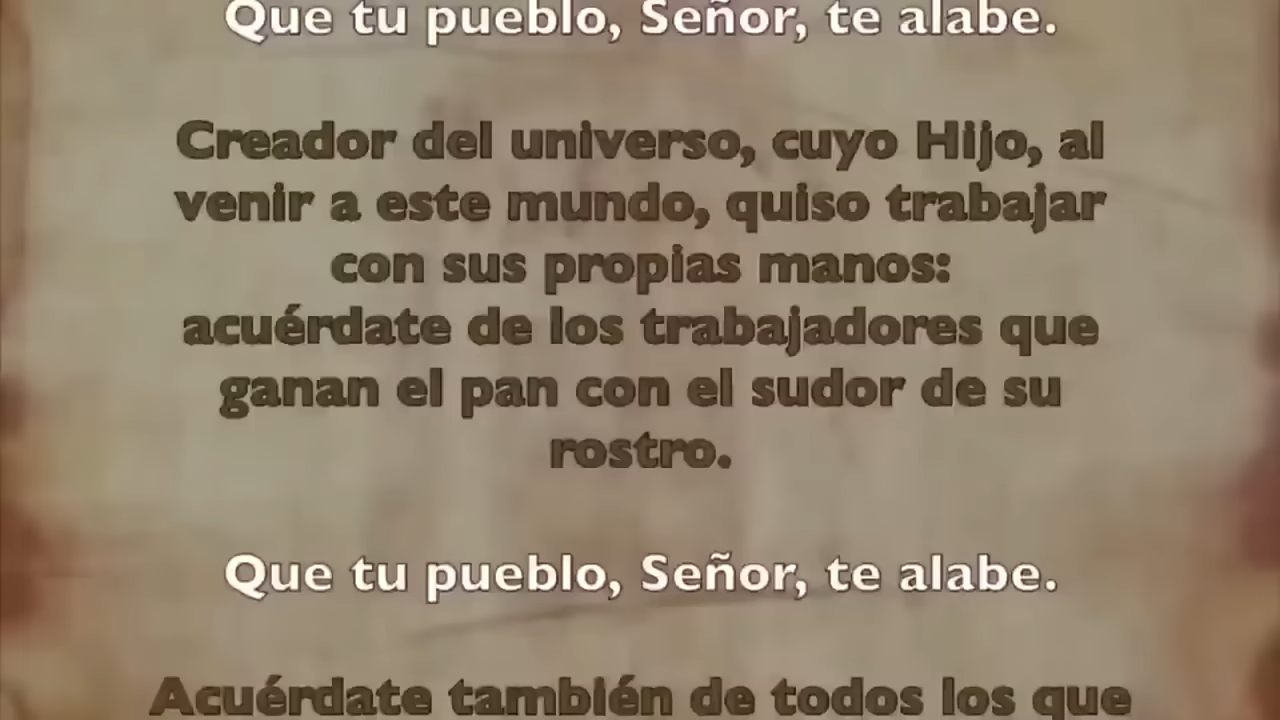 Que tu pueblo, Señor, te alabe.
Creador del universo, cuyo Hijo, al
venir a este mundo, quiso trabajar
con sus propias manos:
acuérdate de los trabajadores que
ganan el pan con el sudor de su
rostro.
Que tu pueblo, Señor, te alabe.
Acuérdate también de todos los que